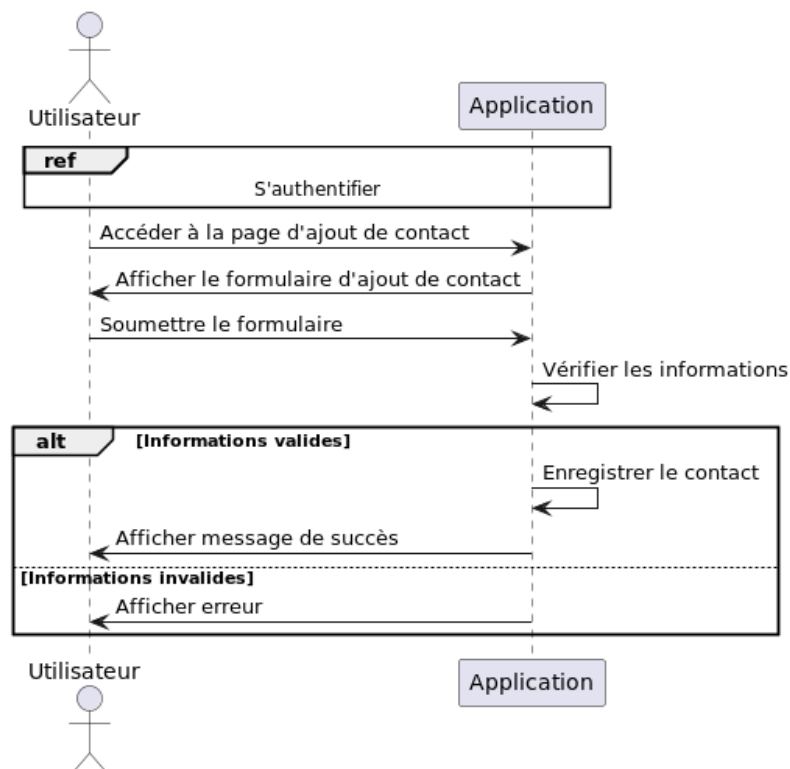 Utilisateur
Application
ref
S'authentifier
Accéder à la page d'ajout de contact
Afficher le formulaire d'ajout de contact
Soumettre le formulaire
Vérifier les informations
alt [Informations valides]
Enregistrer le contact
Afficher message de succès
[Informations invalides]
Afficher erreur
Utilisateur
Application